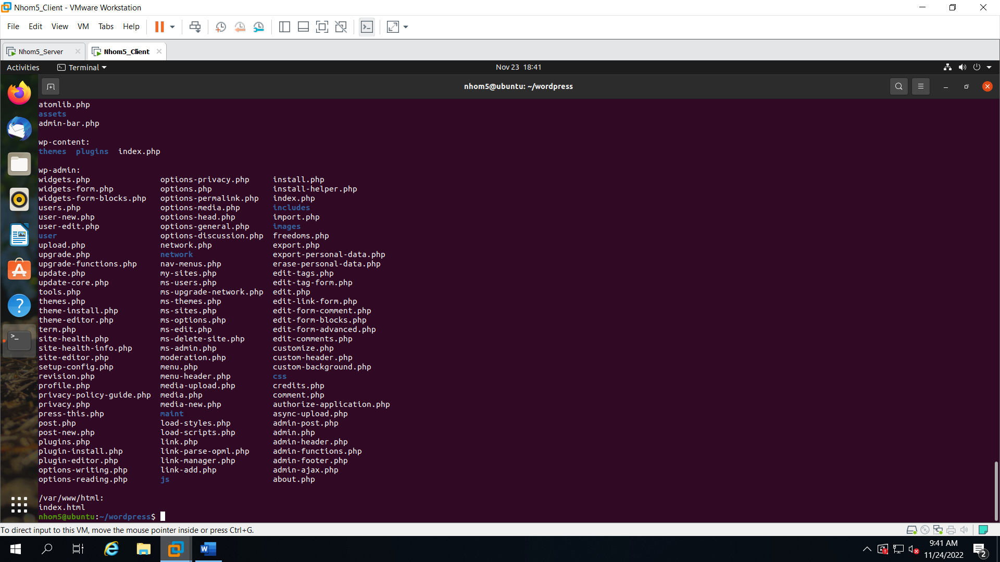 Nhom5_Client - VMware Workstation
File Edit View VM Tabs Help
Nhom5_Server Nhom5_Client
Activities Terminal Nov 23 18:41
nhom5@ubuntu: ~/wordpress
atomlib.php
assets
admin-bar.php
wp-content:
themes plugins index.php
wp-admin:
widgets.php options-privacy.php install.php
widgets-form.php options.php install-helper.php
widgets-form-blocks.php options-permalink.php index.php
users.php options-media.php includes
user-new.php options-head.php import.php
user-edit.php options-general.php images
user options-discussion.php freedoms.php
upload.php network.php export.php
upgrade.php network export-personal-data.php
upgrade-functions.php nav-menus.php erase-personal-data.php
update.php my-sites.php edit-tags.php
update-core.php ms-users.php edit-tag-form.php
tools.php ms-upgrade-network.php edit.php
themes.php ms-themes.php edit-link-form.php
theme-install.php ms-sites.php edit-form-comment.php
theme-editor.php ms-options.php edit-form-blocks.php
term.php ms-edit.php edit-form-advanced.php
site-health.php ms-delete-site.php edit-comments.php
site-health-info.php ms-admin.php customize.php
site-editor.php moderation.php custom-header.php
setup-config.php menu.php custom-background.php
revision.php menu-header.php css
profile.php media-upload.php credits.php
privacy-policy-guide.php media.php comment.php
privacy.php media-new.php authorize-application.php
press-this.php maint async-upload.php
post.php load-styles.php admin-post.php
post-new.php load-scripts.php admin.php
plugins.php link.php admin-header.php
plugin-install.php link-parse-opml.php admin-functions.php
plugin-editor.php link-manager.php admin-footer.php
options-writing.php link-add.php admin-ajax.php
options-reading.php js about.php
/var/www/html:
index.html
nhom5@ubuntu:~/wordpress$
To direct input to this VM, move the mouse pointer inside or press Ctrl+G.
9:41 AM
11/24/2022
2